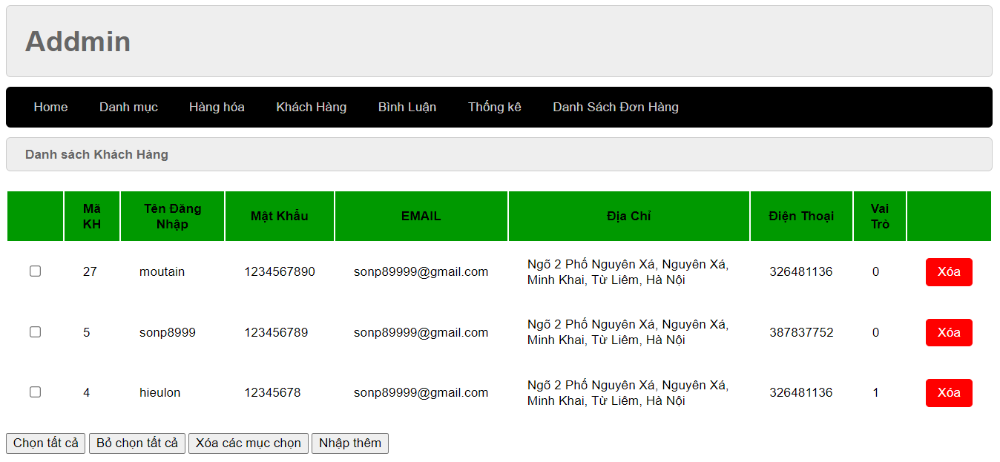 Addmin
Home Danh mục Hàng hóa Khách Hàng Bình Luận Thống kê Danh Sách Đơn Hàng
Danh sách Khách Hàng
Mã KH Tên Đăng Nhập Mật Khẩu EMAIL Địa Chỉ Điện Thoại Vai Trò
27 moutain 1234567890 sonp89999@gmail.com Ngõ 2 Phố Nguyên Xá, Nguyên Xá, Minh Khai, Từ Liêm, Hà Nội 326481136 0 Xóa
5 sonp8999 123456789 sonp89999@gmail.com Ngõ 2 Phố Nguyên Xá, Nguyên Xá, Minh Khai, Từ Liêm, Hà Nội 387837752 0 Xóa
4 hieulon 12345678 sonp89999@gmail.com Ngõ 2 Phố Nguyên Xá, Nguyên Xá, Minh Khai, Từ Liêm, Hà Nội 326481136 1 Xóa
Chọn tất cả Bỏ chọn tất cả Xóa các mục chọn Nhập thêm